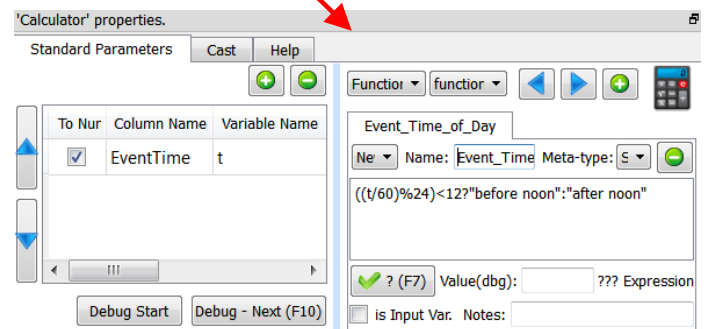 'Calculator' properties.
Standard Parameters Cast Help
To Nur Column Name Variable Name
EventTime t
Debug Start Debug - Next (F10)
Functior functior
Event_Time_of_Day
Ne Name: Event_Time Meta-type: S
((t/60)%24)<12?"before noon":"after noon"
? (F7) Value(dbg): ??? Expression
is Input Var. Notes: